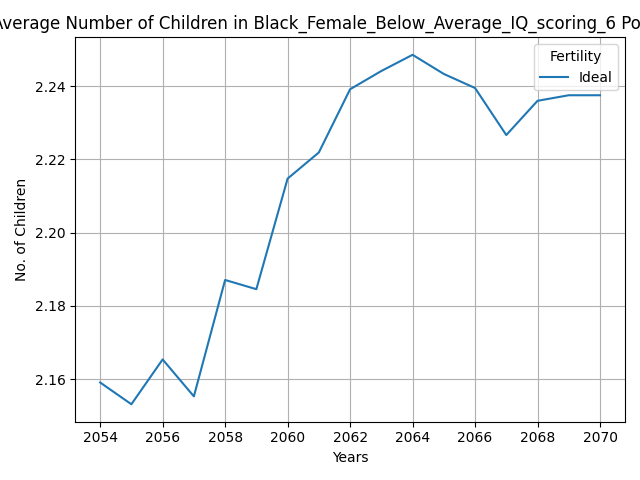 Average Number of Children in Black_Female_Below_Average_IQ_scoring_6 Po
Fertility
Ideal
2.24
2.22
2.20
2.18
2.16
No. of Children
2054 2056 2058 2060 2062 2064 2066 2068 2070
Years